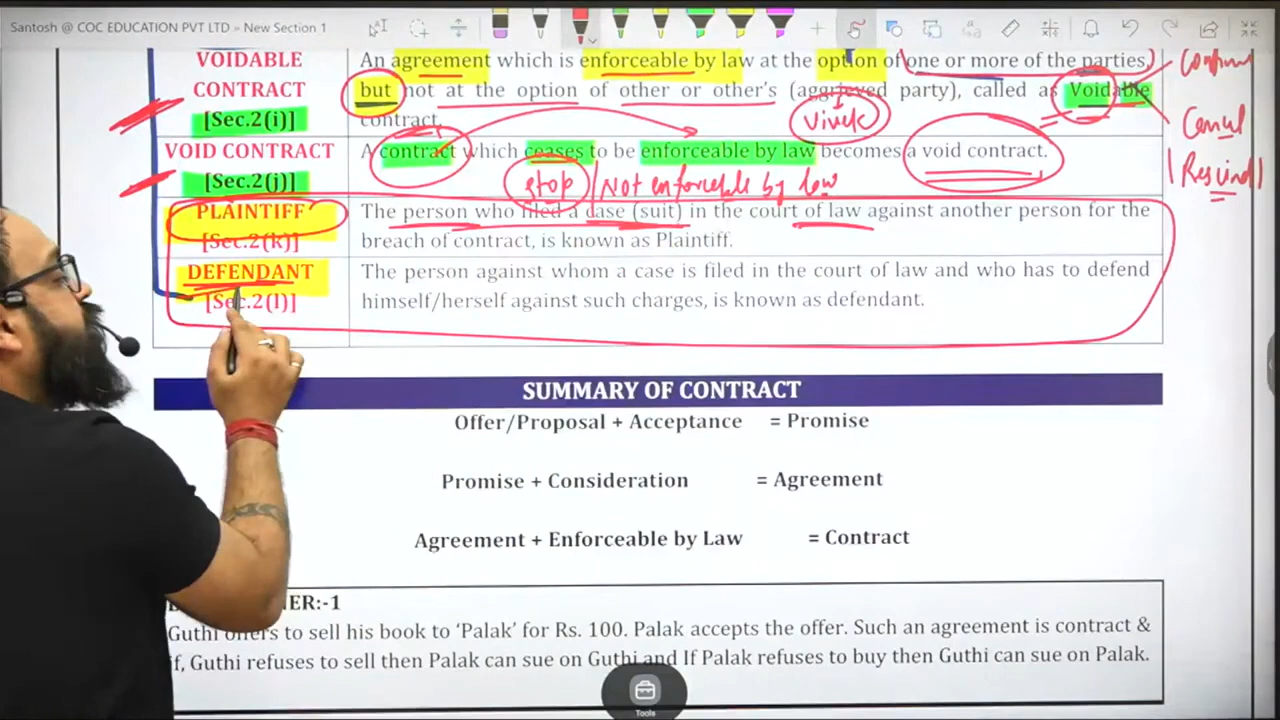 Santosh @ COC EDUCATION PVT LTD » New Section 1
VOIDABLE
CONTRACT
[Sec.2(i)]
An agreement which is enforceable by law at the option of one or more of the parties,
but not at the option of other or other's (aggrieved party), called as Voidable
contract.
Vivek
Confirm
Cancel
Rescind
VOID CONTRACT
[Sec.2(j)]
A contract which ceases to be enforceable by law becomes a void contract.
stop / Not enforceable by law
PLAINTIFF
[Sec.2(k)]
The person who filed a case (suit) in the court of law against another person for the
breach of contract, is known as Plaintiff.
DEFENDANT
[Sec.2(l)]
The person against whom a case is filed in the court of law and who has to defend
himself/herself against such charges, is known as defendant.
SUMMARY OF CONTRACT
Offer/Proposal + Acceptance = Promise
Promise + Consideration = Agreement
Agreement + Enforceable by Law = Contract
NER:-1
Guthi offers to sell his book to 'Palak' for Rs. 100. Palak accepts the offer. Such an agreement is contract &
if, Guthi refuses to sell then Palak can sue on Guthi and If Palak refuses to buy then Guthi can sue on Palak.
Tools